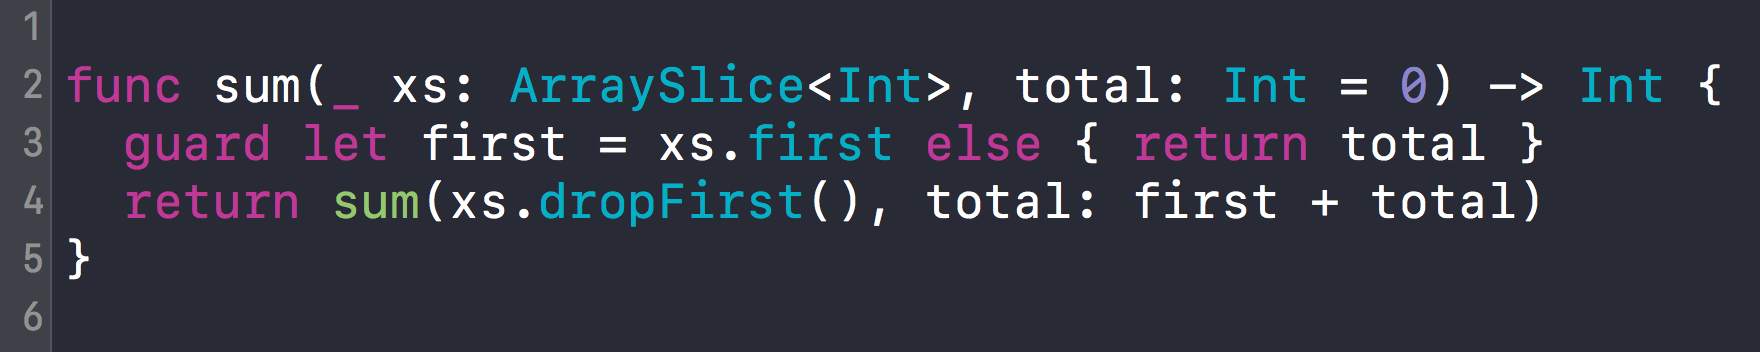 1
2 func sum(_ xs: ArraySlice<Int>, total: Int = 0) -> Int {
3 guard let first = xs.first else { return total }
4 return sum(xs.dropFirst(), total: first + total)
5 }
6